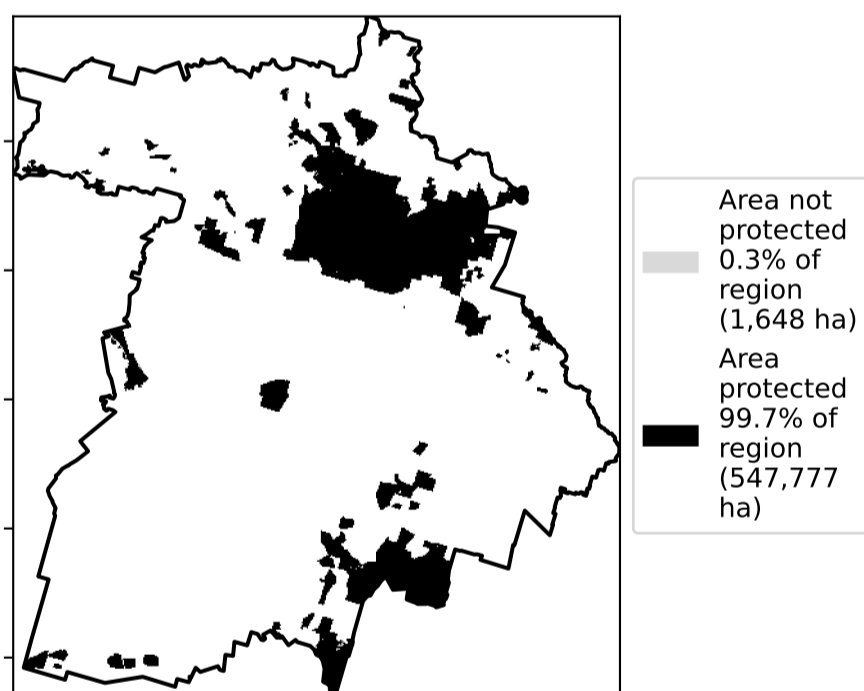 Area not
protected
0.3% of
region
(1,648 ha)
Area
protected
99.7% of
region
(547,777
ha)